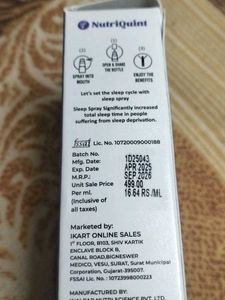 NutriQuint
(1) (2) (3)
SPRAY INTO MOUTH
OPEN & SHAKE THE BOTTLE
ENJOY THE BENEFITS
Let's set the sleep cycle with
sleep spray
Sleep Spray Significantly increased
total sleep time in people
suffering from sleep deprivation.
fssai Lic. No. 10720009000188
Batch No. 1D25043
Mfg. Date: APR 2025
Exp. Date SEP 2026
M.R.P.: 499.00
Unit Sale Price 16.64 RS /ML
Per ml
(Inclusive of
all taxes)
Marketed by:
IKART ONLINE SALES
1st FLOOR, B103, SHIV KARTIK
ENCLAVE BLOCK B,
CANAL ROAD, BIGNESWER
MEDICO, VESU, SURAT, Surat Municipal
Corporation, Gujarat-395007.
FSSAI Lic. No.: 10723998000223
MANUFACTURED BY: